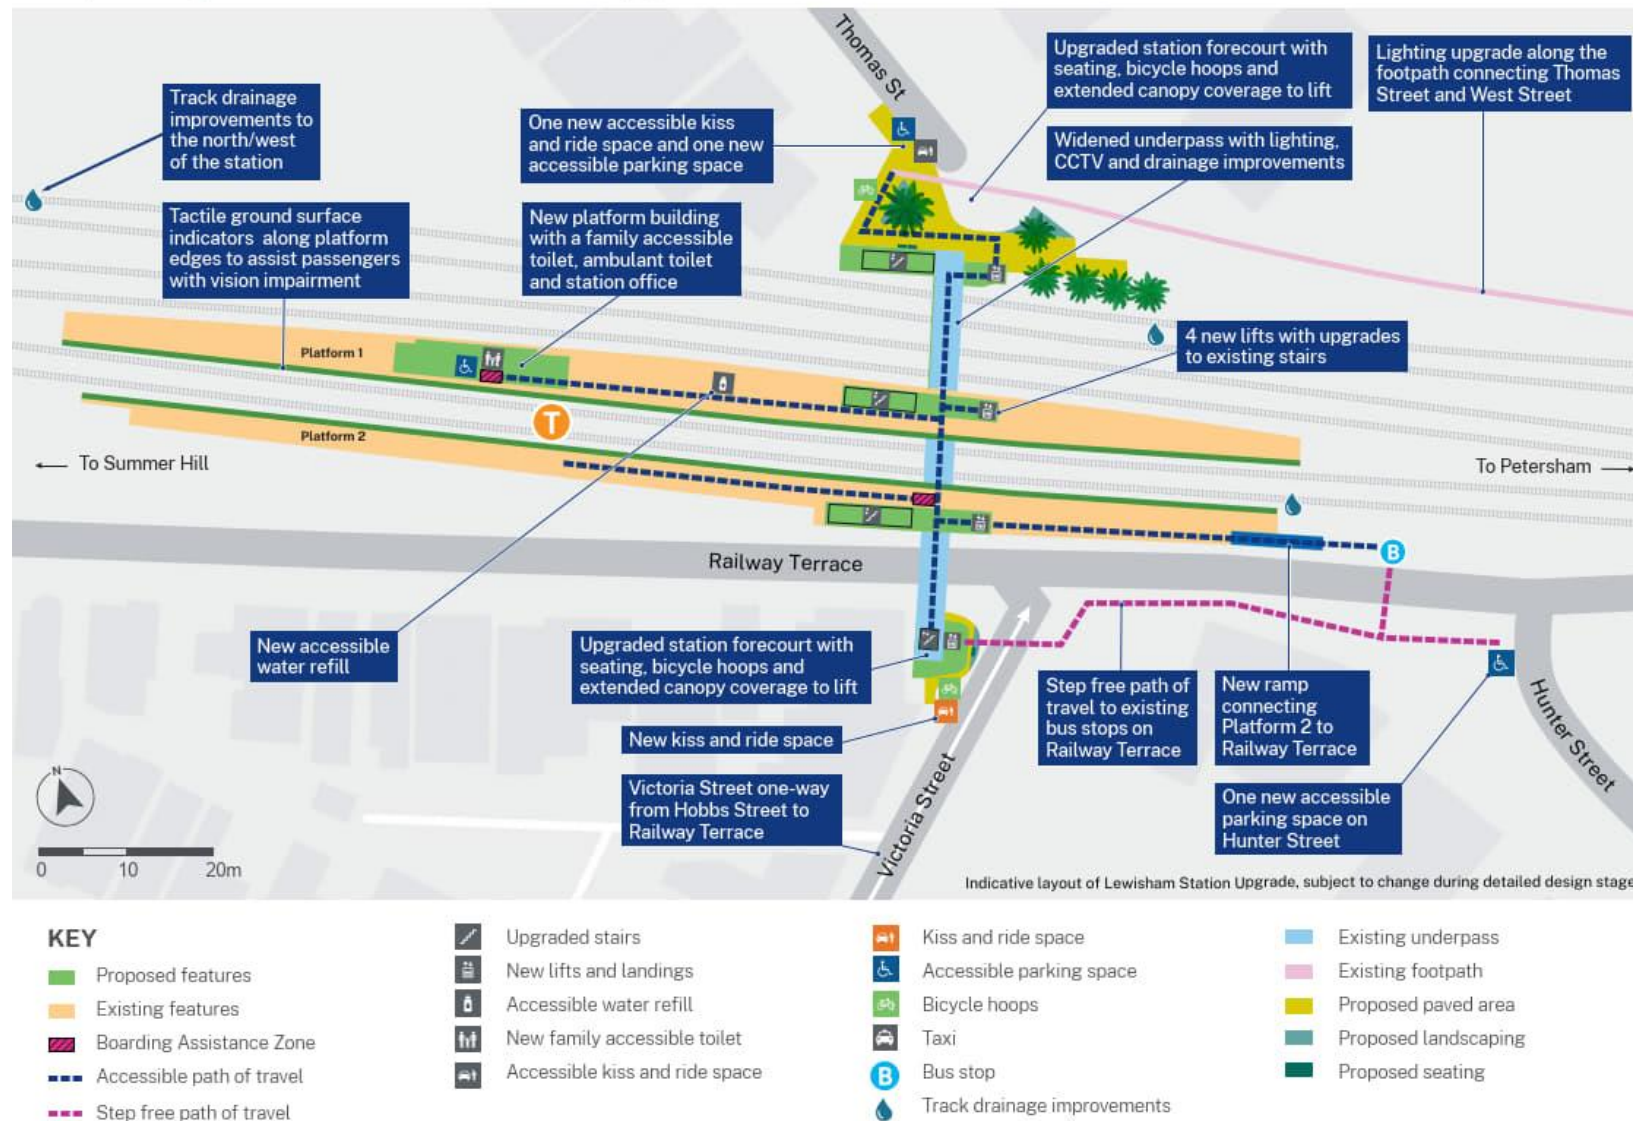 Thomas St
Upgraded station forecourt with
seating, bicycle hoops and
extended canopy coverage to lift
Lighting upgrade along the
footpath connecting Thomas
Street and West Street
Track drainage
improvements to
the north/west
of the station
One new accessible kiss
and ride space and one new
accessible parking space
Widened underpass with lighting,
CCTV and drainage improvements
Tactile ground surface
indicators along platform
edges to assist passengers
with vision impairment
New platform building
with a family accessible
toilet, ambulant toilet
and station office
4 new lifts with upgrades
to existing stairs
Platform 1
T
Platform 2
To Summer Hill
To Petersham
Railway Terrace
B
New accessible
water refill
Upgraded station forecourt with
seating, bicycle hoops and
extended canopy coverage to lift
New kiss and ride space
Victoria Street one-way
from Hobbs Street to
Railway Terrace
Victoria Street
Step free path of
travel to existing
bus stops on
Railway Terrace
New ramp
connecting
Platform 2 to
Railway Terrace
One new accessible
parking space on
Hunter Street
Hunter Street
N
0 10 20m
Indicative layout of Lewisham Station Upgrade, subject to change during detailed design stage
KEY
Proposed features
Existing features
Boarding Assistance Zone
Accessible path of travel
Step free path of travel
Upgraded stairs
New lifts and landings
Accessible water refill
New family accessible toilet
Accessible kiss and ride space
Kiss and ride space
Accessible parking space
Bicycle hoops
Taxi
B Bus stop
Track drainage improvements
Existing underpass
Existing footpath
Proposed paved area
Proposed landscaping
Proposed seating